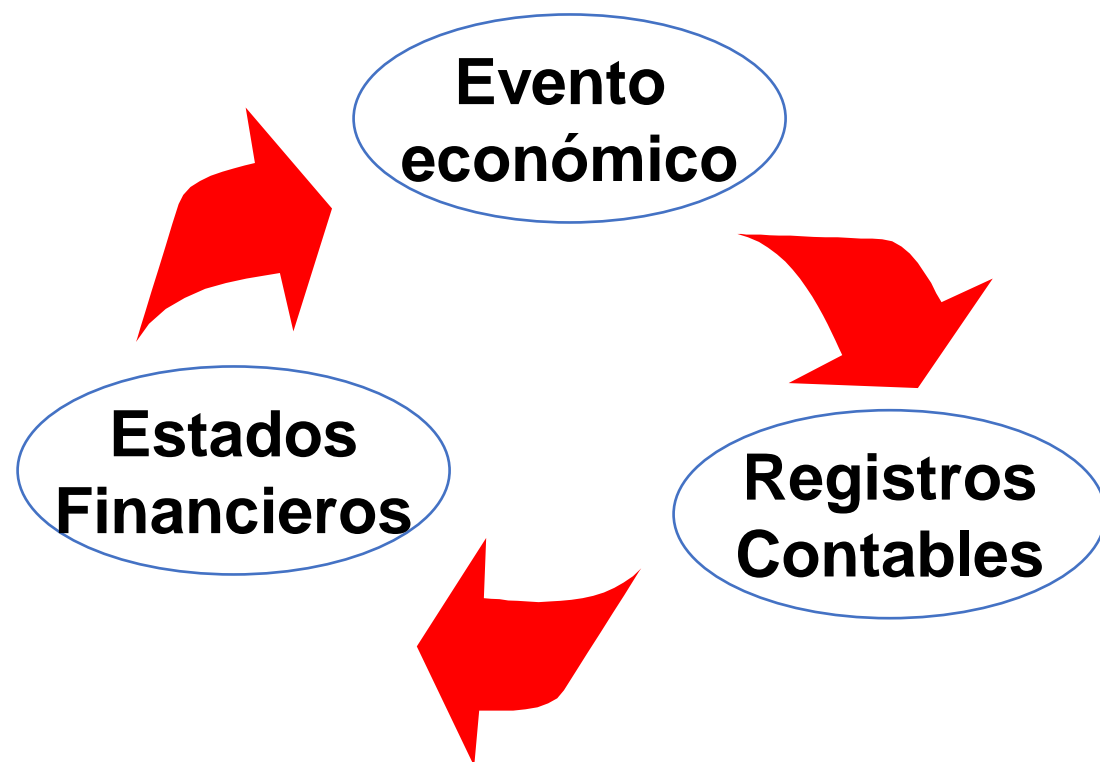 Evento
económico
Estados
Financieros
Registros
Contables